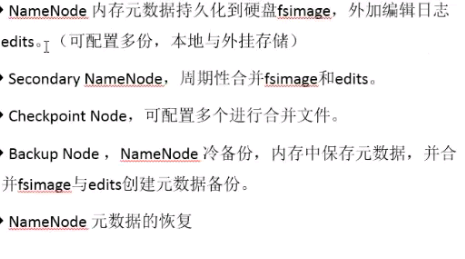 NameNode 内存元数据持久化到硬盘fsimage，外加编辑日志
edits。（可配置多份，本地与外挂存储）
Secondary NameNode，周期性合并fsimage和edits。
Checkpoint Node，可配置多个进行合并文件。
Backup Node ，NameNode 冷备份，内存中保存元数据，并合
并fsimage与edits创建元数据备份。
NameNode 元数据的恢复